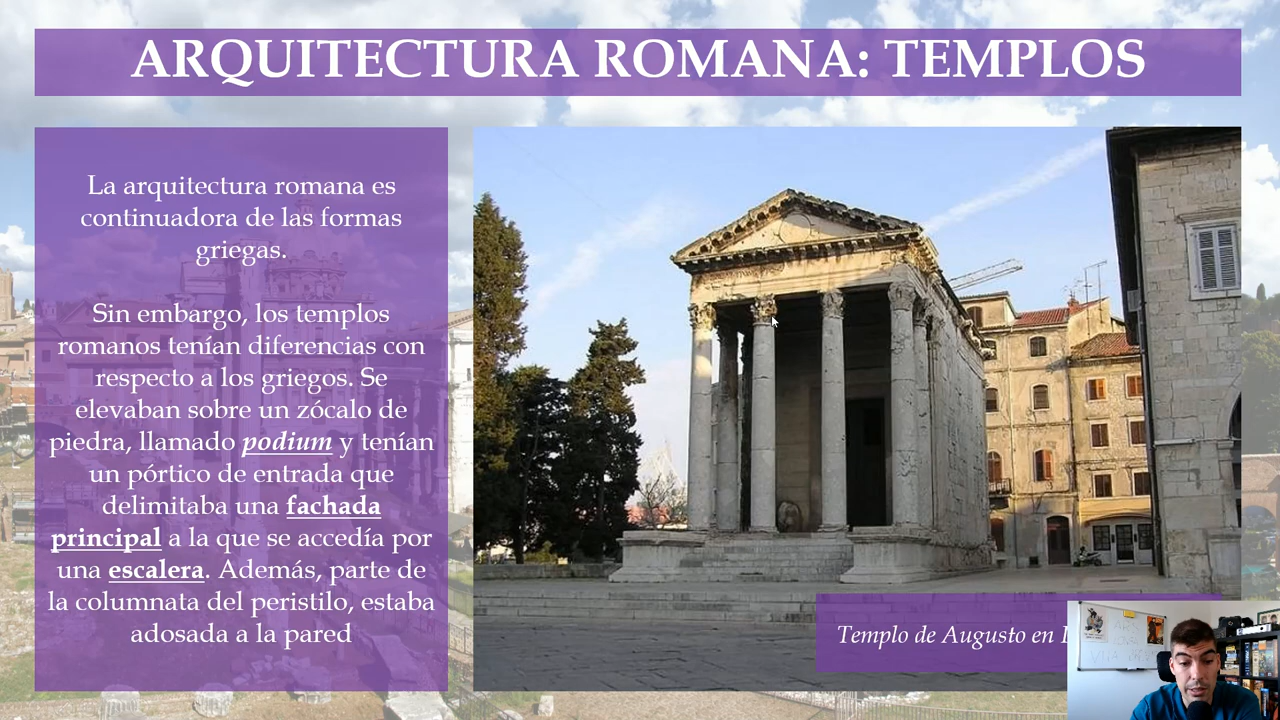 ARQUITECTURA ROMANA: TEMPLOS
La arquitectura romana es
continuadora de las formas
griegas.
Sin embargo, los templos
romanos tenían diferencias con
respecto a los griegos. Se
elevaban sobre un zócalo de
piedra, llamado podium y tenían
un pórtico de entrada que
delimitaba una fachada
principal a la que se accedía por
una escalera. Además, parte de
la columnata del peristilo, estaba
adosada a la pared
Templo de Augusto en